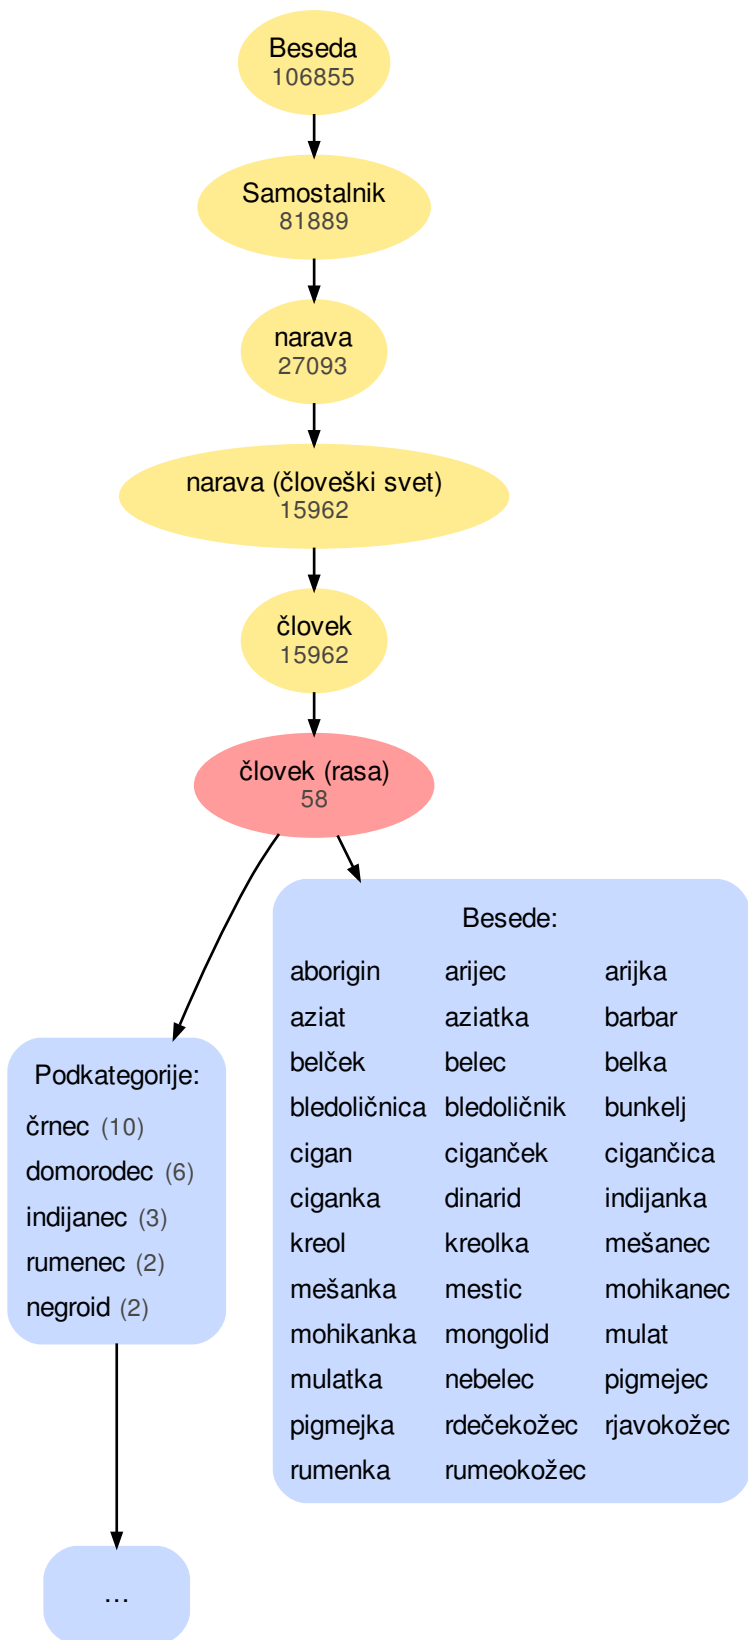 Beseda
106855
Samostalnik
81889
narava
27093
narava (človeški svet)
15962
človek
15962
človek (rasa)
58
Podkategorije:
črnec (10)
domorodec (6)
indijanec (3)
rumenec (2)
negroid (2)
...
Besede:
aborigin arijec arijka
aziat aziatka barbar
belček belec belka
bledoličnica bledoličnik bunkelj
cigan ciganček cigančica
ciganka dinarid indijanka
kreol kreolka mešanec
mešanka mestic mohikanec
mohikanka mongolid mulat
mulatka nebelec pigmejec
pigmejka rdečekožec rjavokožec
rumenka rumeokožec